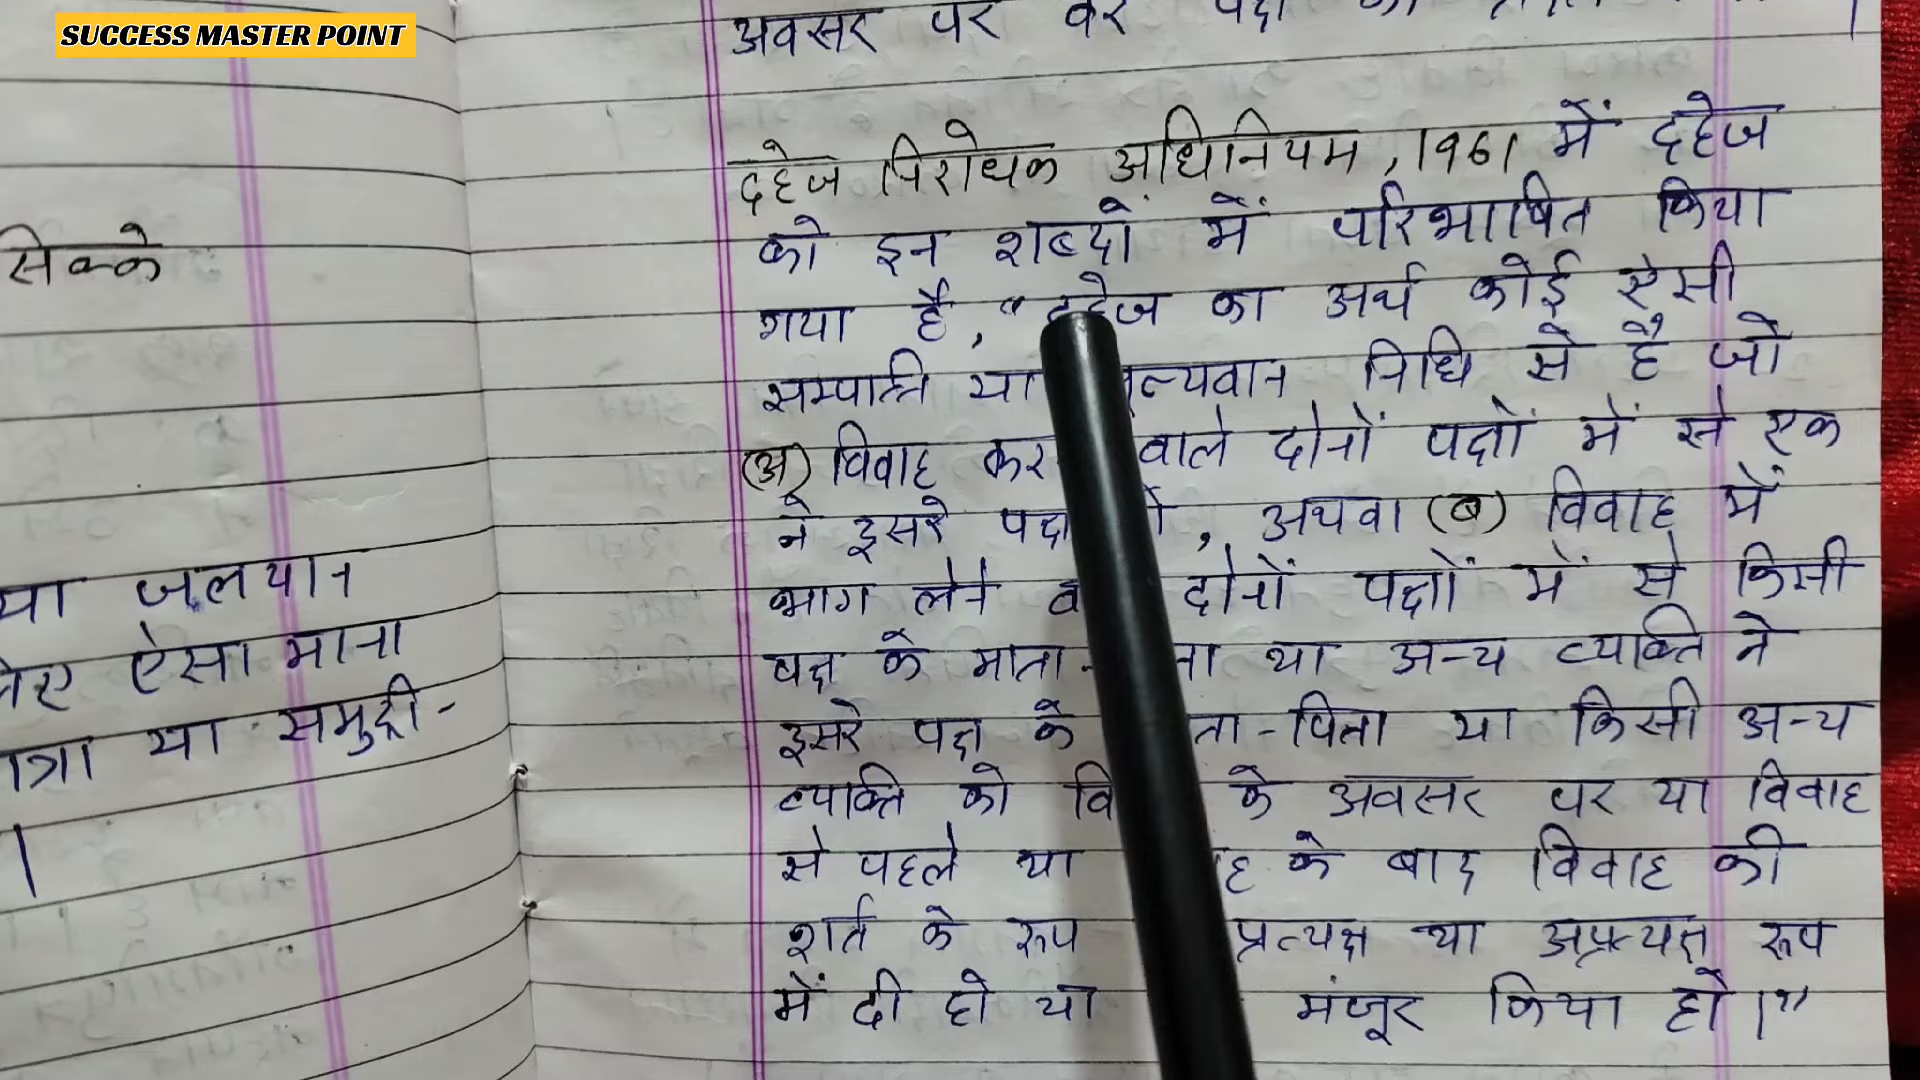 SUCCESS MASTER POINT
सिक्के
या जलयान
लिए ऐसा माना
यात्रा या समुद्री-
।
अवसर पर वर पक्ष को
दहेज निरोधक अधिनियम, 1961 में दहेज
को इन शब्दों में परिभाषित किया
गया है, “दहेज का अर्थ कोई ऐसी
सम्पत्ति या मूल्यवान निधि से है जो
(अ) विवाह कर वाले दोनों पक्षों में से एक
ने दूसरे पक्ष , अथवा (ब) विवाह में
भाग लेने दोनों पक्षों में से किसी
पक्ष के माता- या अन्य व्यक्ति ने
दूसरे पक्ष के ता-पिता या किसी अन्य
व्यक्ति को वि के अवसर पर या विवाह
से पहले या ह के बाद विवाह की
शर्त के रूप प्रत्यक्ष या अप्रत्यक्ष रूप
में दी हो या मंजूर किया हो।”